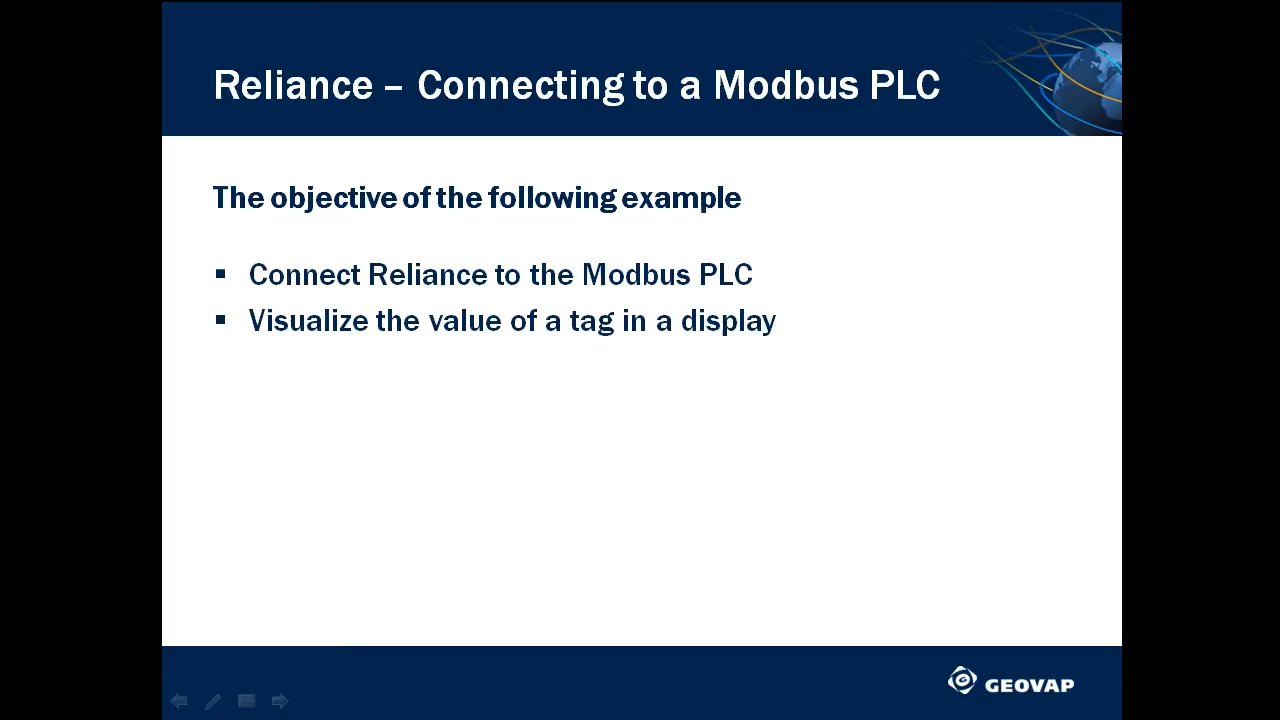 Reliance – Connecting to a Modbus PLC
The objective of the following example
▪ Connect Reliance to the Modbus PLC
▪ Visualize the value of a tag in a display
GEOVAP